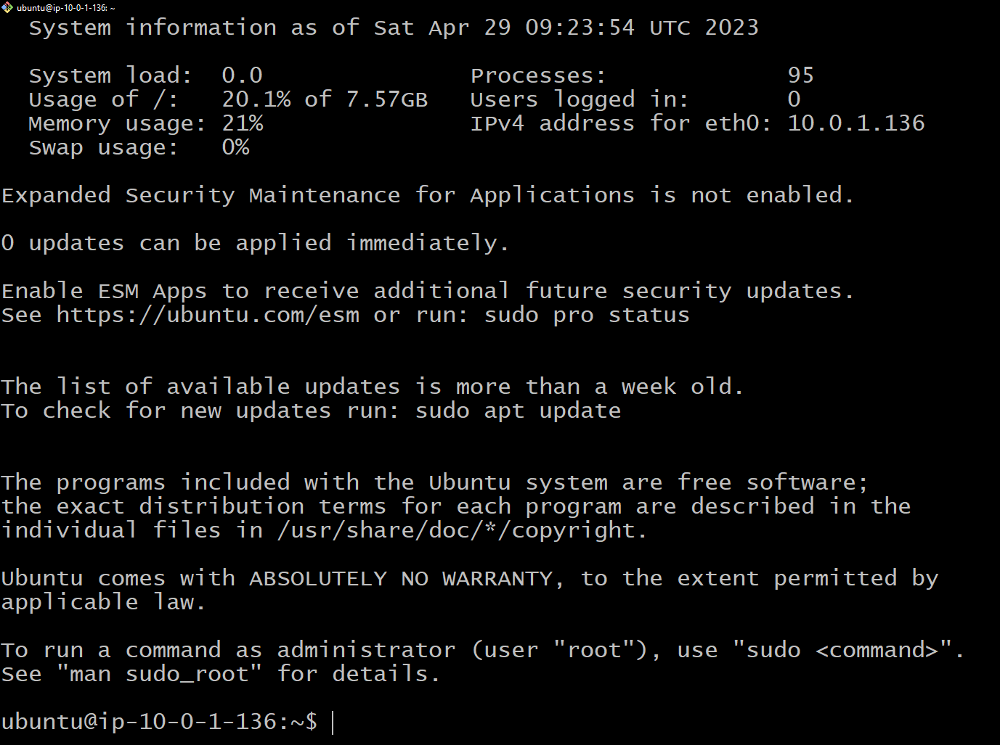 ubuntu@ip-10-0-1-136: ~
System information as of Sat Apr 29 09:23:54 UTC 2023
System load: 0.0 Processes: 95
Usage of /: 20.1% of 7.57GB Users logged in: 0
Memory usage: 21% IPv4 address for eth0: 10.0.1.136
Swap usage: 0%
Expanded Security Maintenance for Applications is not enabled.
0 updates can be applied immediately.
Enable ESM Apps to receive additional future security updates.
See https://ubuntu.com/esm or run: sudo pro status
The list of available updates is more than a week old.
To check for new updates run: sudo apt update
The programs included with the Ubuntu system are free software;
the exact distribution terms for each program are described in the
individual files in /usr/share/doc/*/copyright.
Ubuntu comes with ABSOLUTELY NO WARRANTY, to the extent permitted by
applicable law.
To run a command as administrator (user "root"), use "sudo <command>".
See "man sudo_root" for details.
ubuntu@ip-10-0-1-136:~$